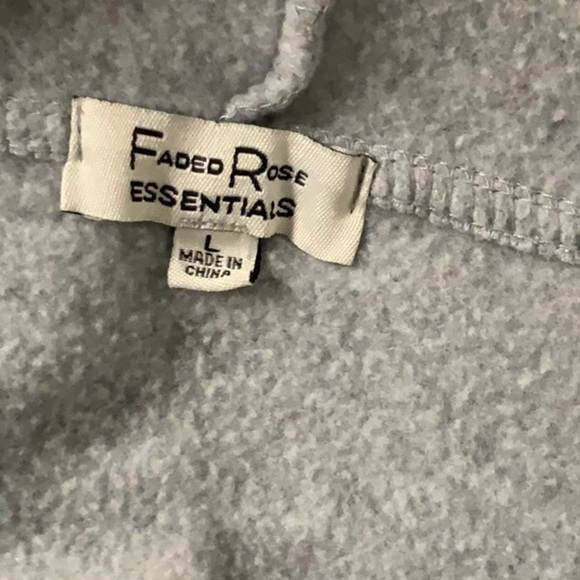 FADED ROSE
ESSENTIALS
L
MADE IN
CHINA